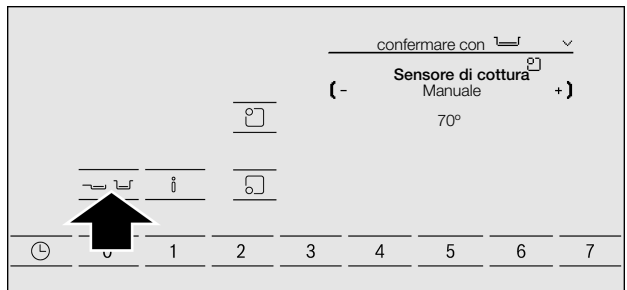 confermare con
Sensore di cottura
(- Manuale +)
70°
i
0 1 2 3 4 5 6 7